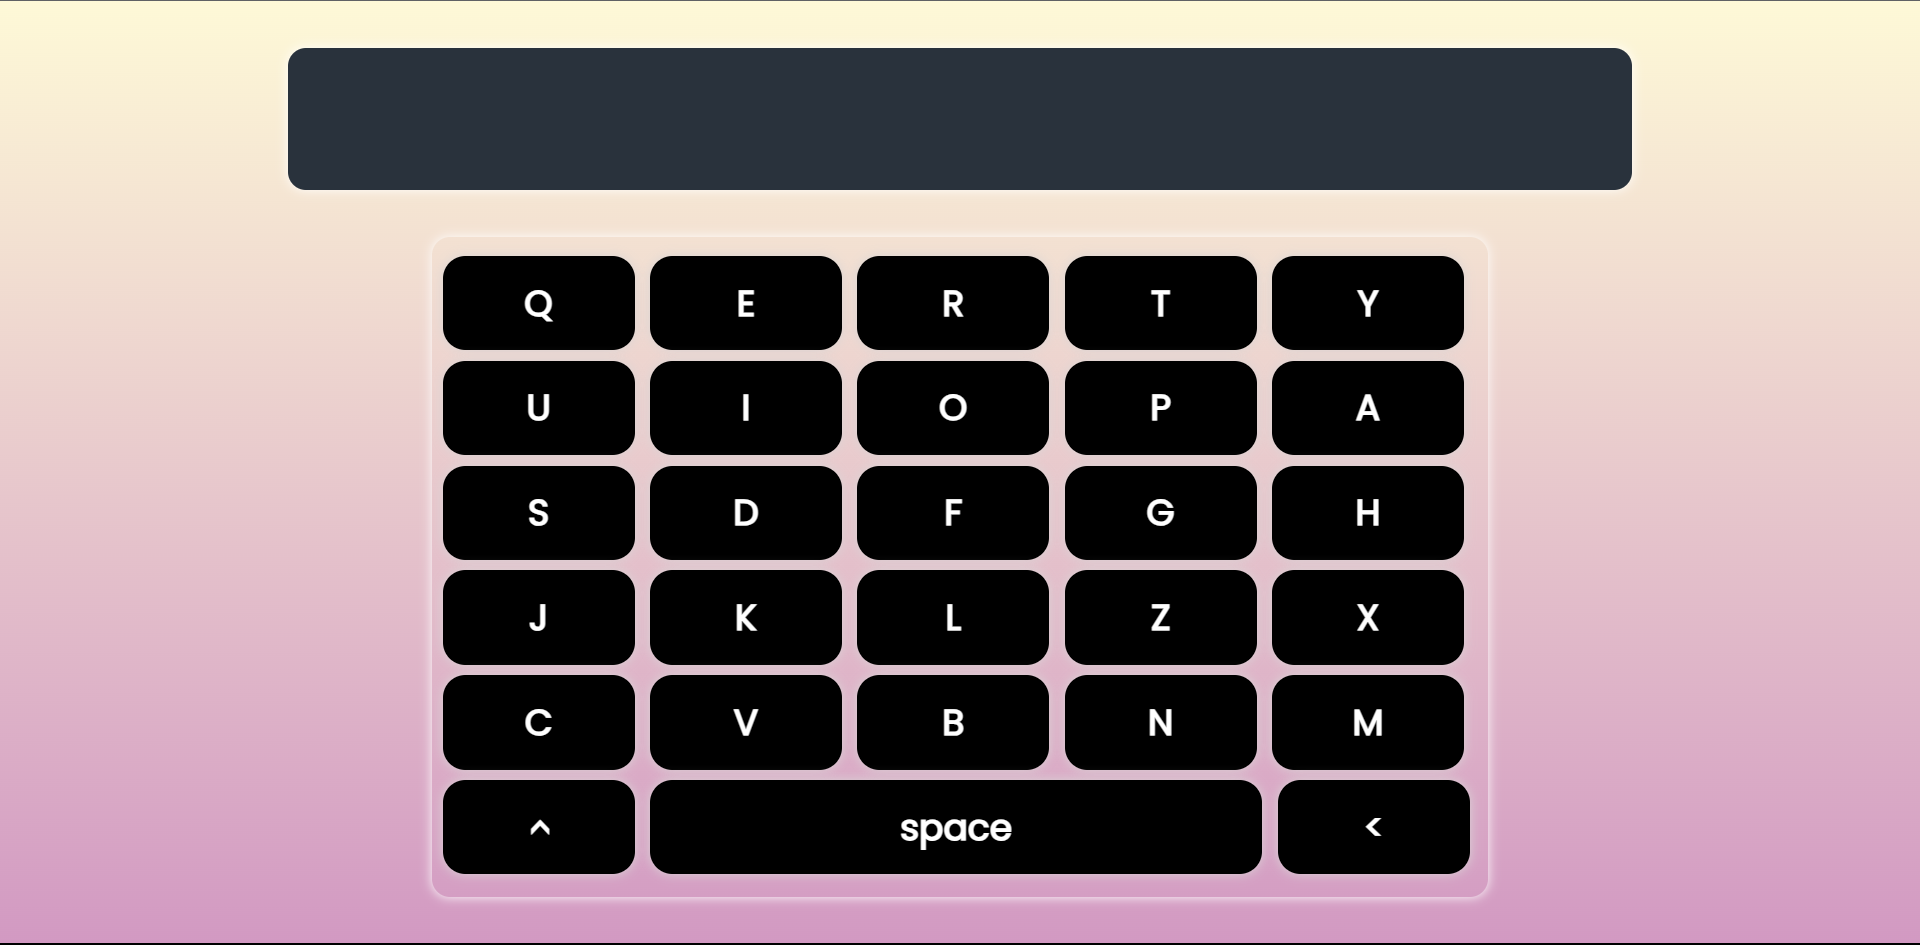 Q E R T Y
U I O P A
S D F G H
J K L Z X
C V B N M
^ space <